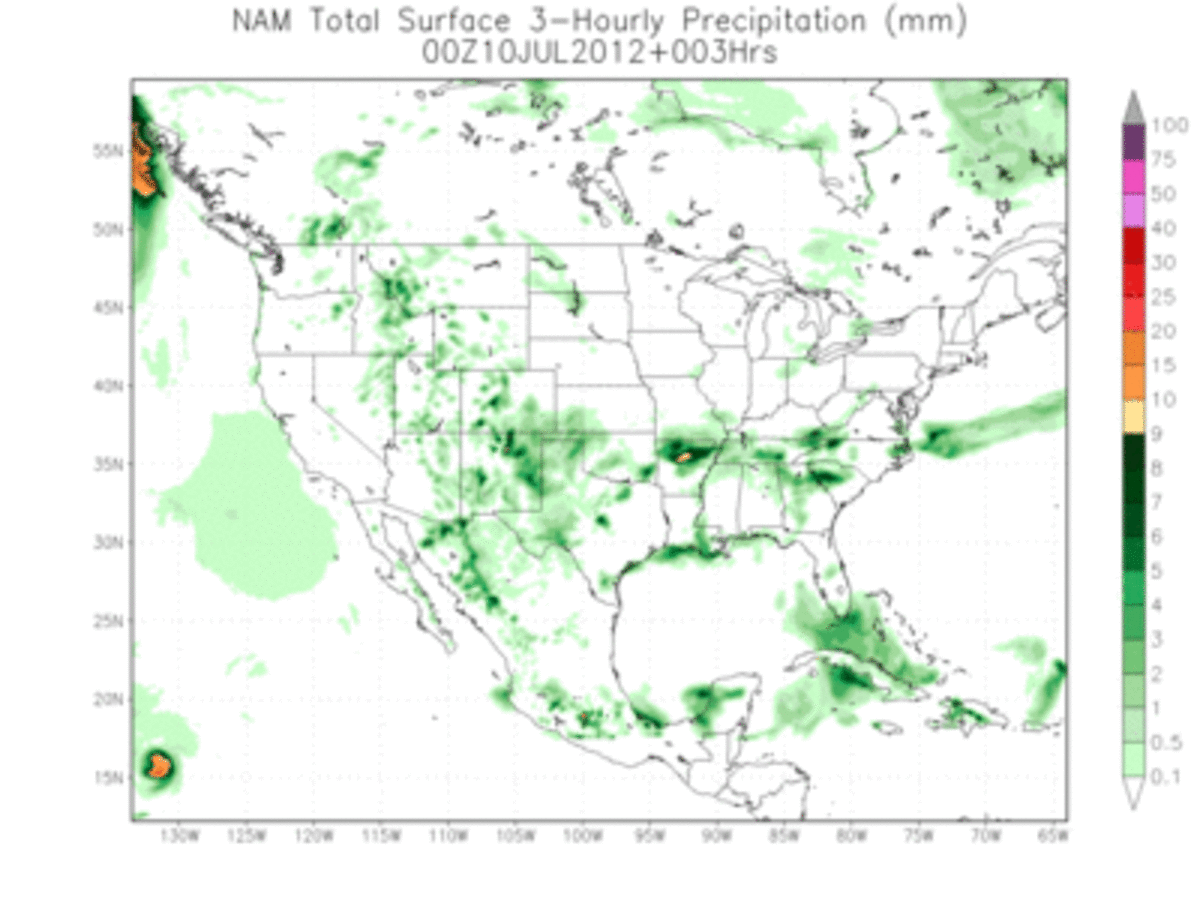 NAM Total Surface 3-Hourly Precipitation (mm)
00Z10JUL2012+003Hrs
100
75
50
40
30
25
20
15
10
9
8
7
6
5
4
3
2
1
0.5
0.1
55N
50N
45N
40N
35N
30N
25N
20N
15N
130W 125W 120W 115W 110W 105W 100W 95W 90W 85W 80W 75W 70W 65W